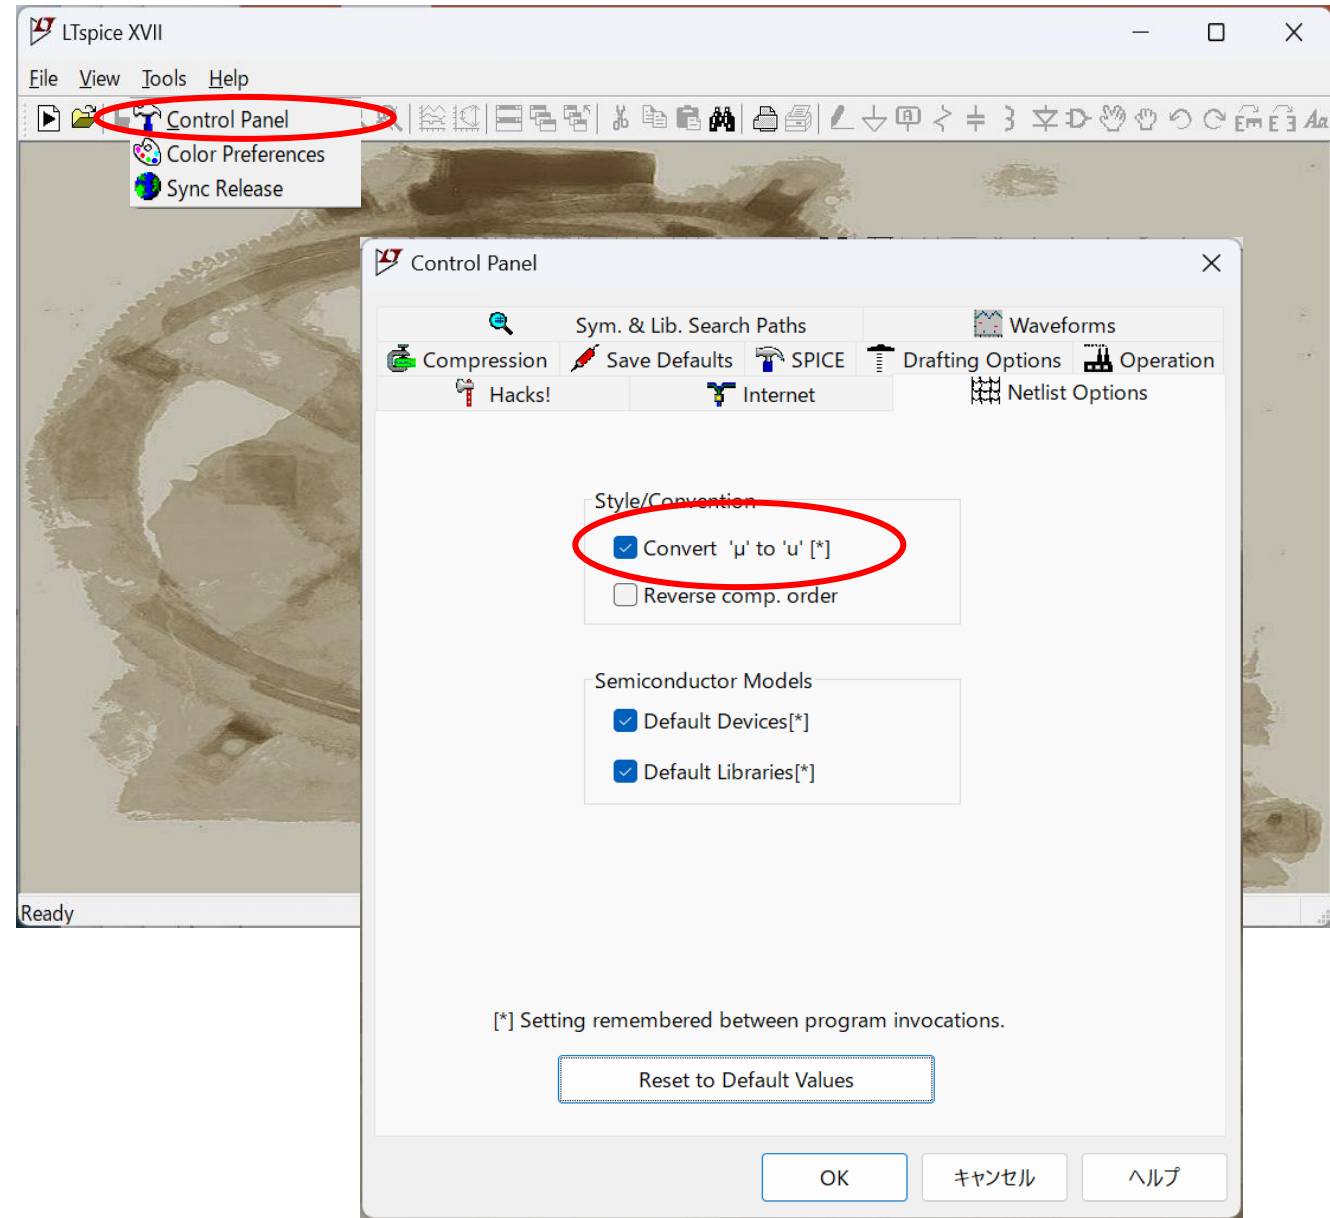 LTspice XVII
File View Tools Help
Control Panel
Color Preferences
Sync Release
Control Panel
Sym. & Lib. Search Paths Waveforms
Compression Save Defaults SPICE Drafting Options Operation
Hacks! Internet Netlist Options
Style/Convention
Convert 'µ' to 'u' [*]
Reverse comp. order
Semiconductor Models
Default Devices[*]
Default Libraries[*]
[*] Setting remembered between program invocations.
Reset to Default Values
OK キャンセル ヘルプ
Ready